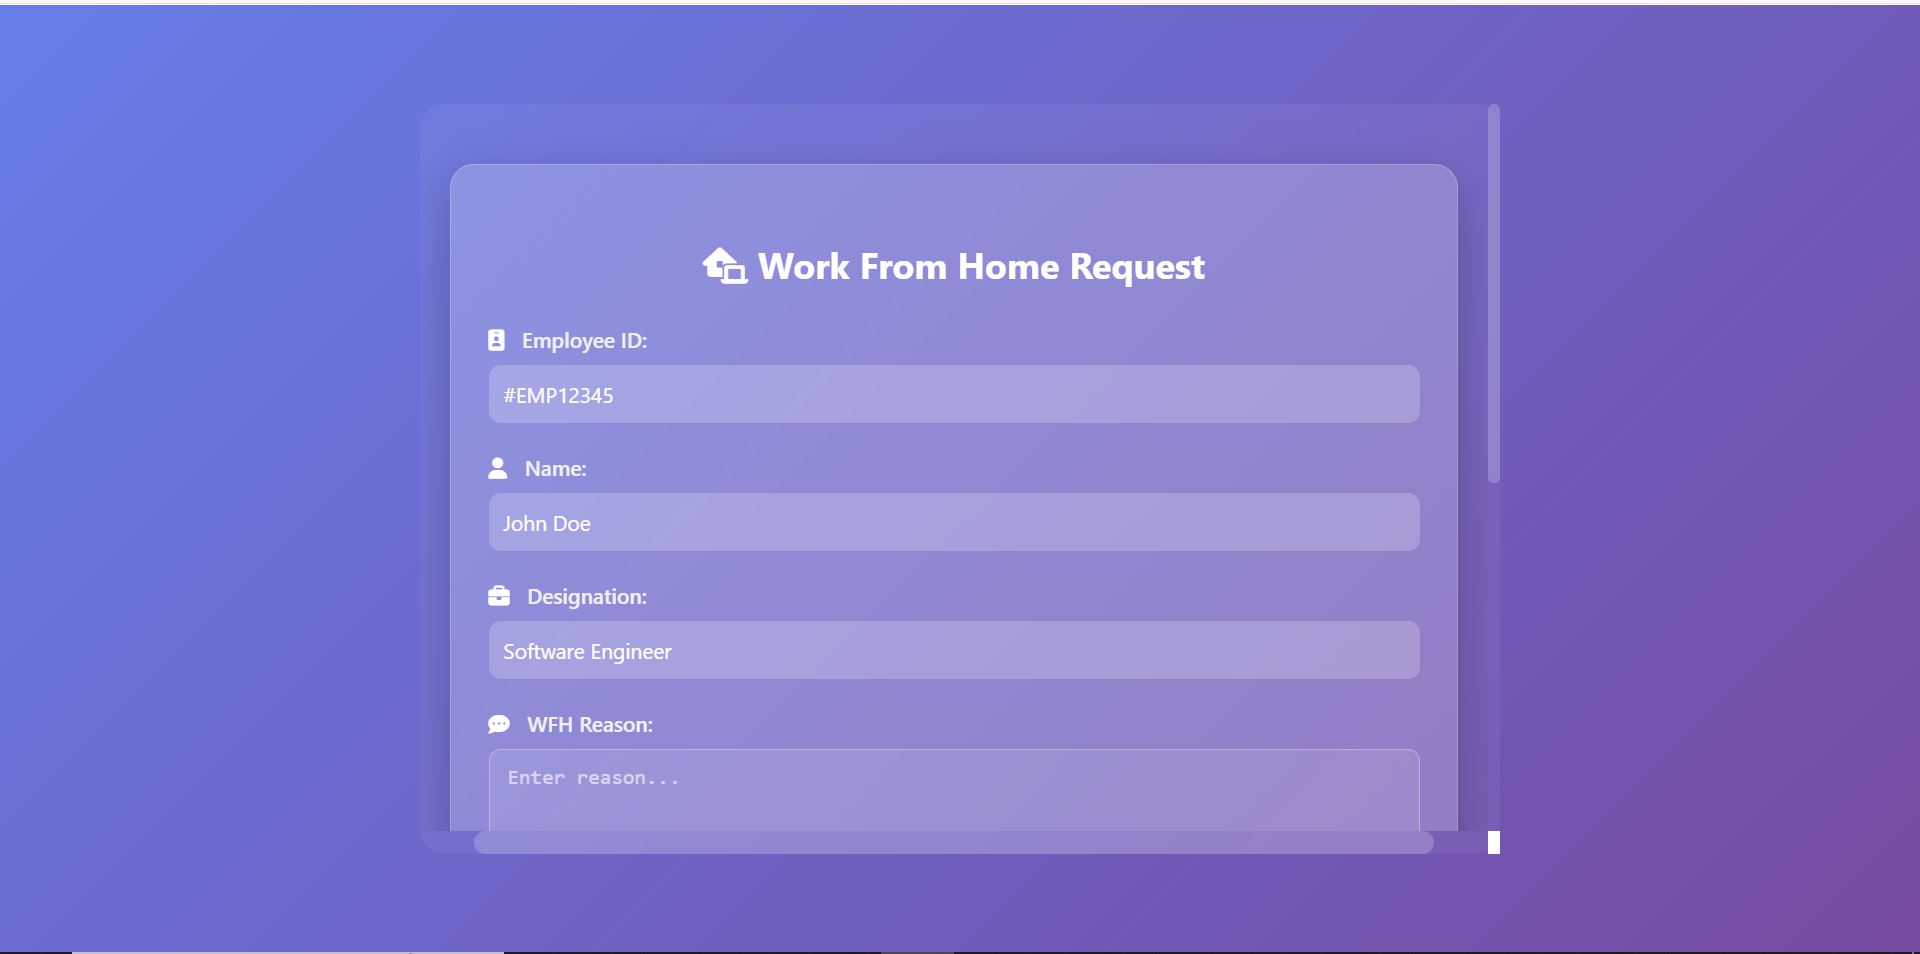 Work From Home Request
Employee ID:
#EMP12345
Name:
John Doe
Designation:
Software Engineer
WFH Reason:
Enter reason...